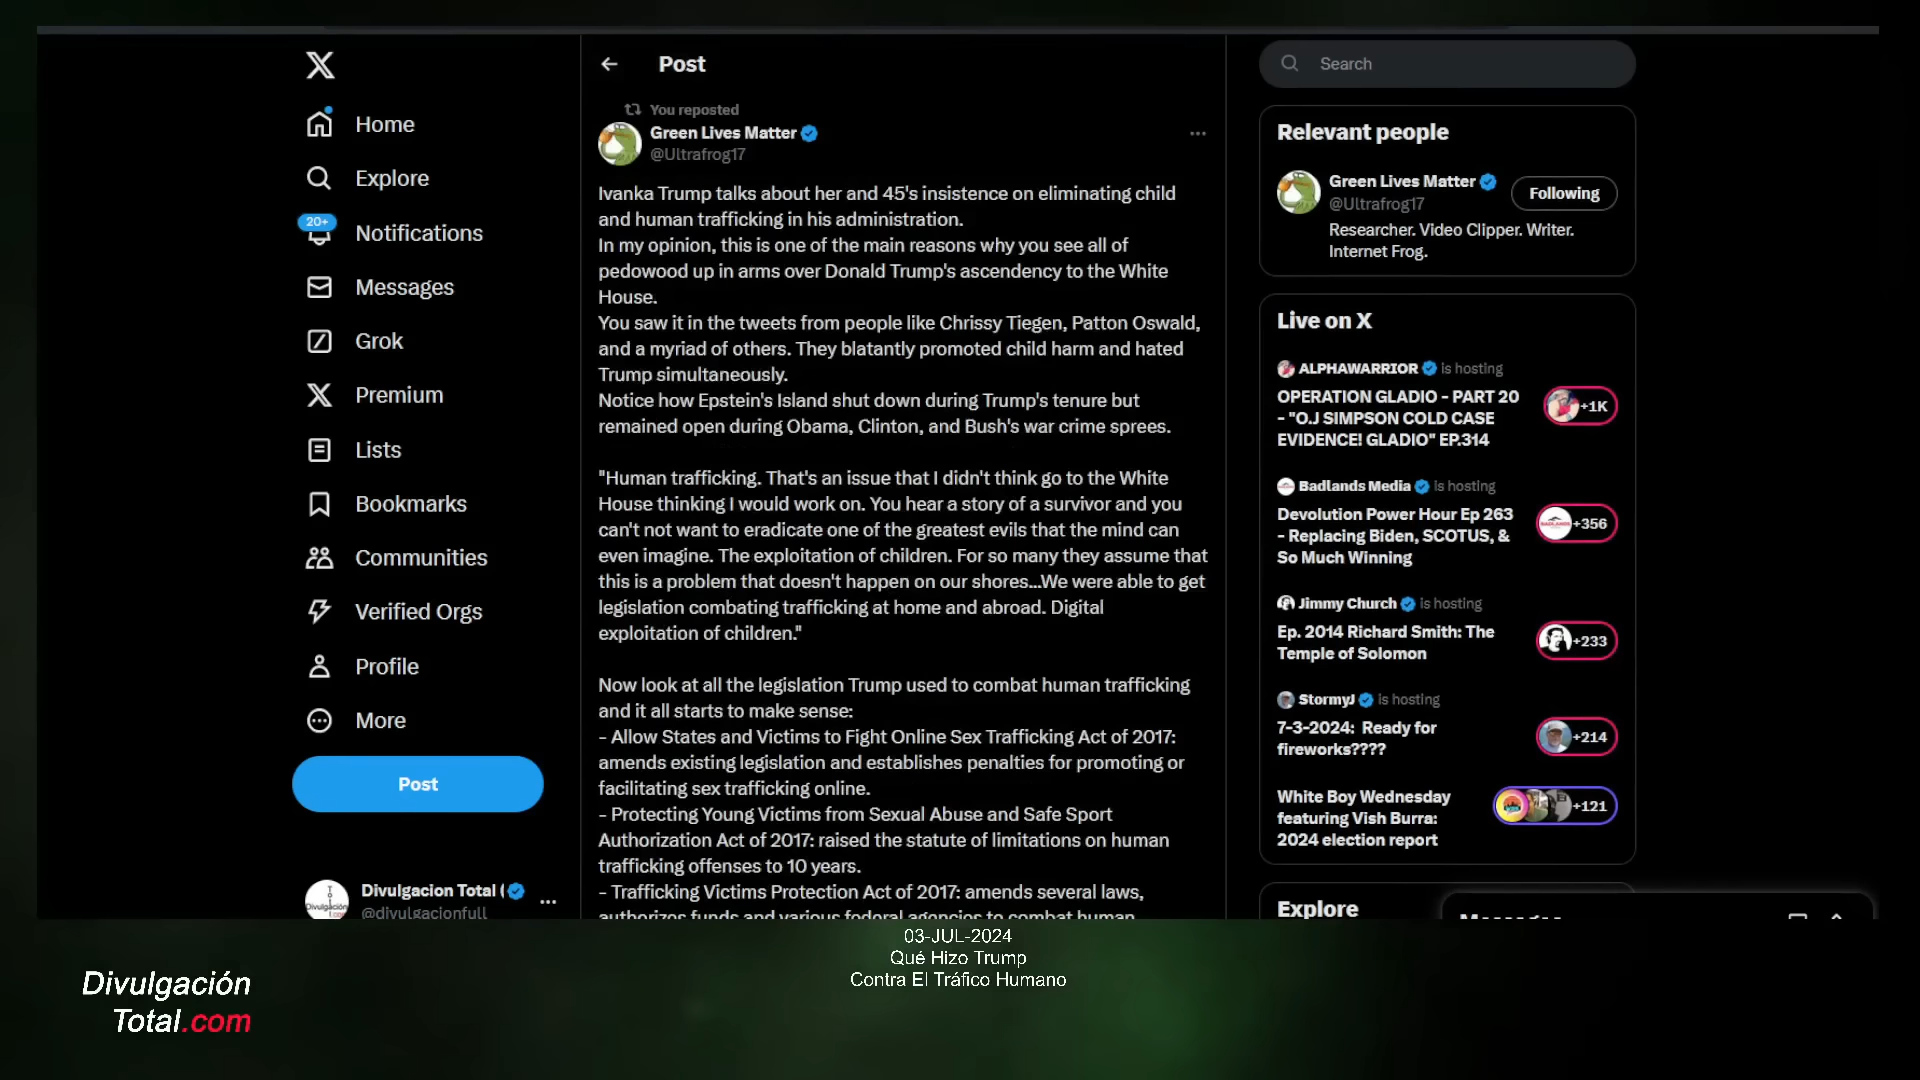 Home
Explore
20+
Notifications
Messages
Grok
Premium
Lists
Bookmarks
Communities
Verified Orgs
Profile
More
Post
Divulgacion Total (
@divulgacionfull
Post
You reposted
Green Lives Matter
@Ultrafrog17
Ivanka Trump talks about her and 45's insistence on eliminating child
and human trafficking in his administration.
In my opinion, this is one of the main reasons why you see all of
pedowood up in arms over Donald Trump's ascendency to the White
House.
You saw it in the tweets from people like Chrissy Tiegen, Patton Oswald,
and a myriad of others. They blatantly promoted child harm and hated
Trump simultaneously.
Notice how Epstein's Island shut down during Trump's tenure but
remained open during Obama, Clinton, and Bush's war crime sprees.
"Human trafficking. That's an issue that I didn't think go to the White
House thinking I would work on. You hear a story of a survivor and you
can't not want to eradicate one of the greatest evils that the mind can
even imagine. The exploitation of children. For so many they assume that
this is a problem that doesn't happen on our shores...We were able to get
legislation combating trafficking at home and abroad. Digital
exploitation of children."
Now look at all the legislation Trump used to combat human trafficking
and it all starts to make sense:
- Allow States and Victims to Fight Online Sex Trafficking Act of 2017:
amends existing legislation and establishes penalties for promoting or
facilitating sex trafficking online.
- Protecting Young Victims from Sexual Abuse and Safe Sport
Authorization Act of 2017: raised the statute of limitations on human
trafficking offenses to 10 years.
- Trafficking Victims Protection Act of 2017: amends several laws,
authorizes funds and various federal agencies to combat human
Search
Relevant people
Green Lives Matter
@Ultrafrog17
Following
Researcher. Video Clipper. Writer.
Internet Frog.
Live on X
ALPHAWARRIOR is hosting
OPERATION GLADIO - PART 20
- "O.J SIMPSON COLD CASE
EVIDENCE! GLADIO" EP.314
+1K
Badlands Media is hosting
Devolution Power Hour Ep 263
- Replacing Biden, SCOTUS, &
So Much Winning
+356
Jimmy Church is hosting
Ep. 2014 Richard Smith: The
Temple of Solomon
+233
StormyJ is hosting
7-3-2024: Ready for
fireworks????
+214
White Boy Wednesday
featuring Vish Burra:
2024 election report
+121
Explore
Messages
03-JUL-2024
Qué Hizo Trump
Contra El Tráfico Humano
Divulgación
Total.com